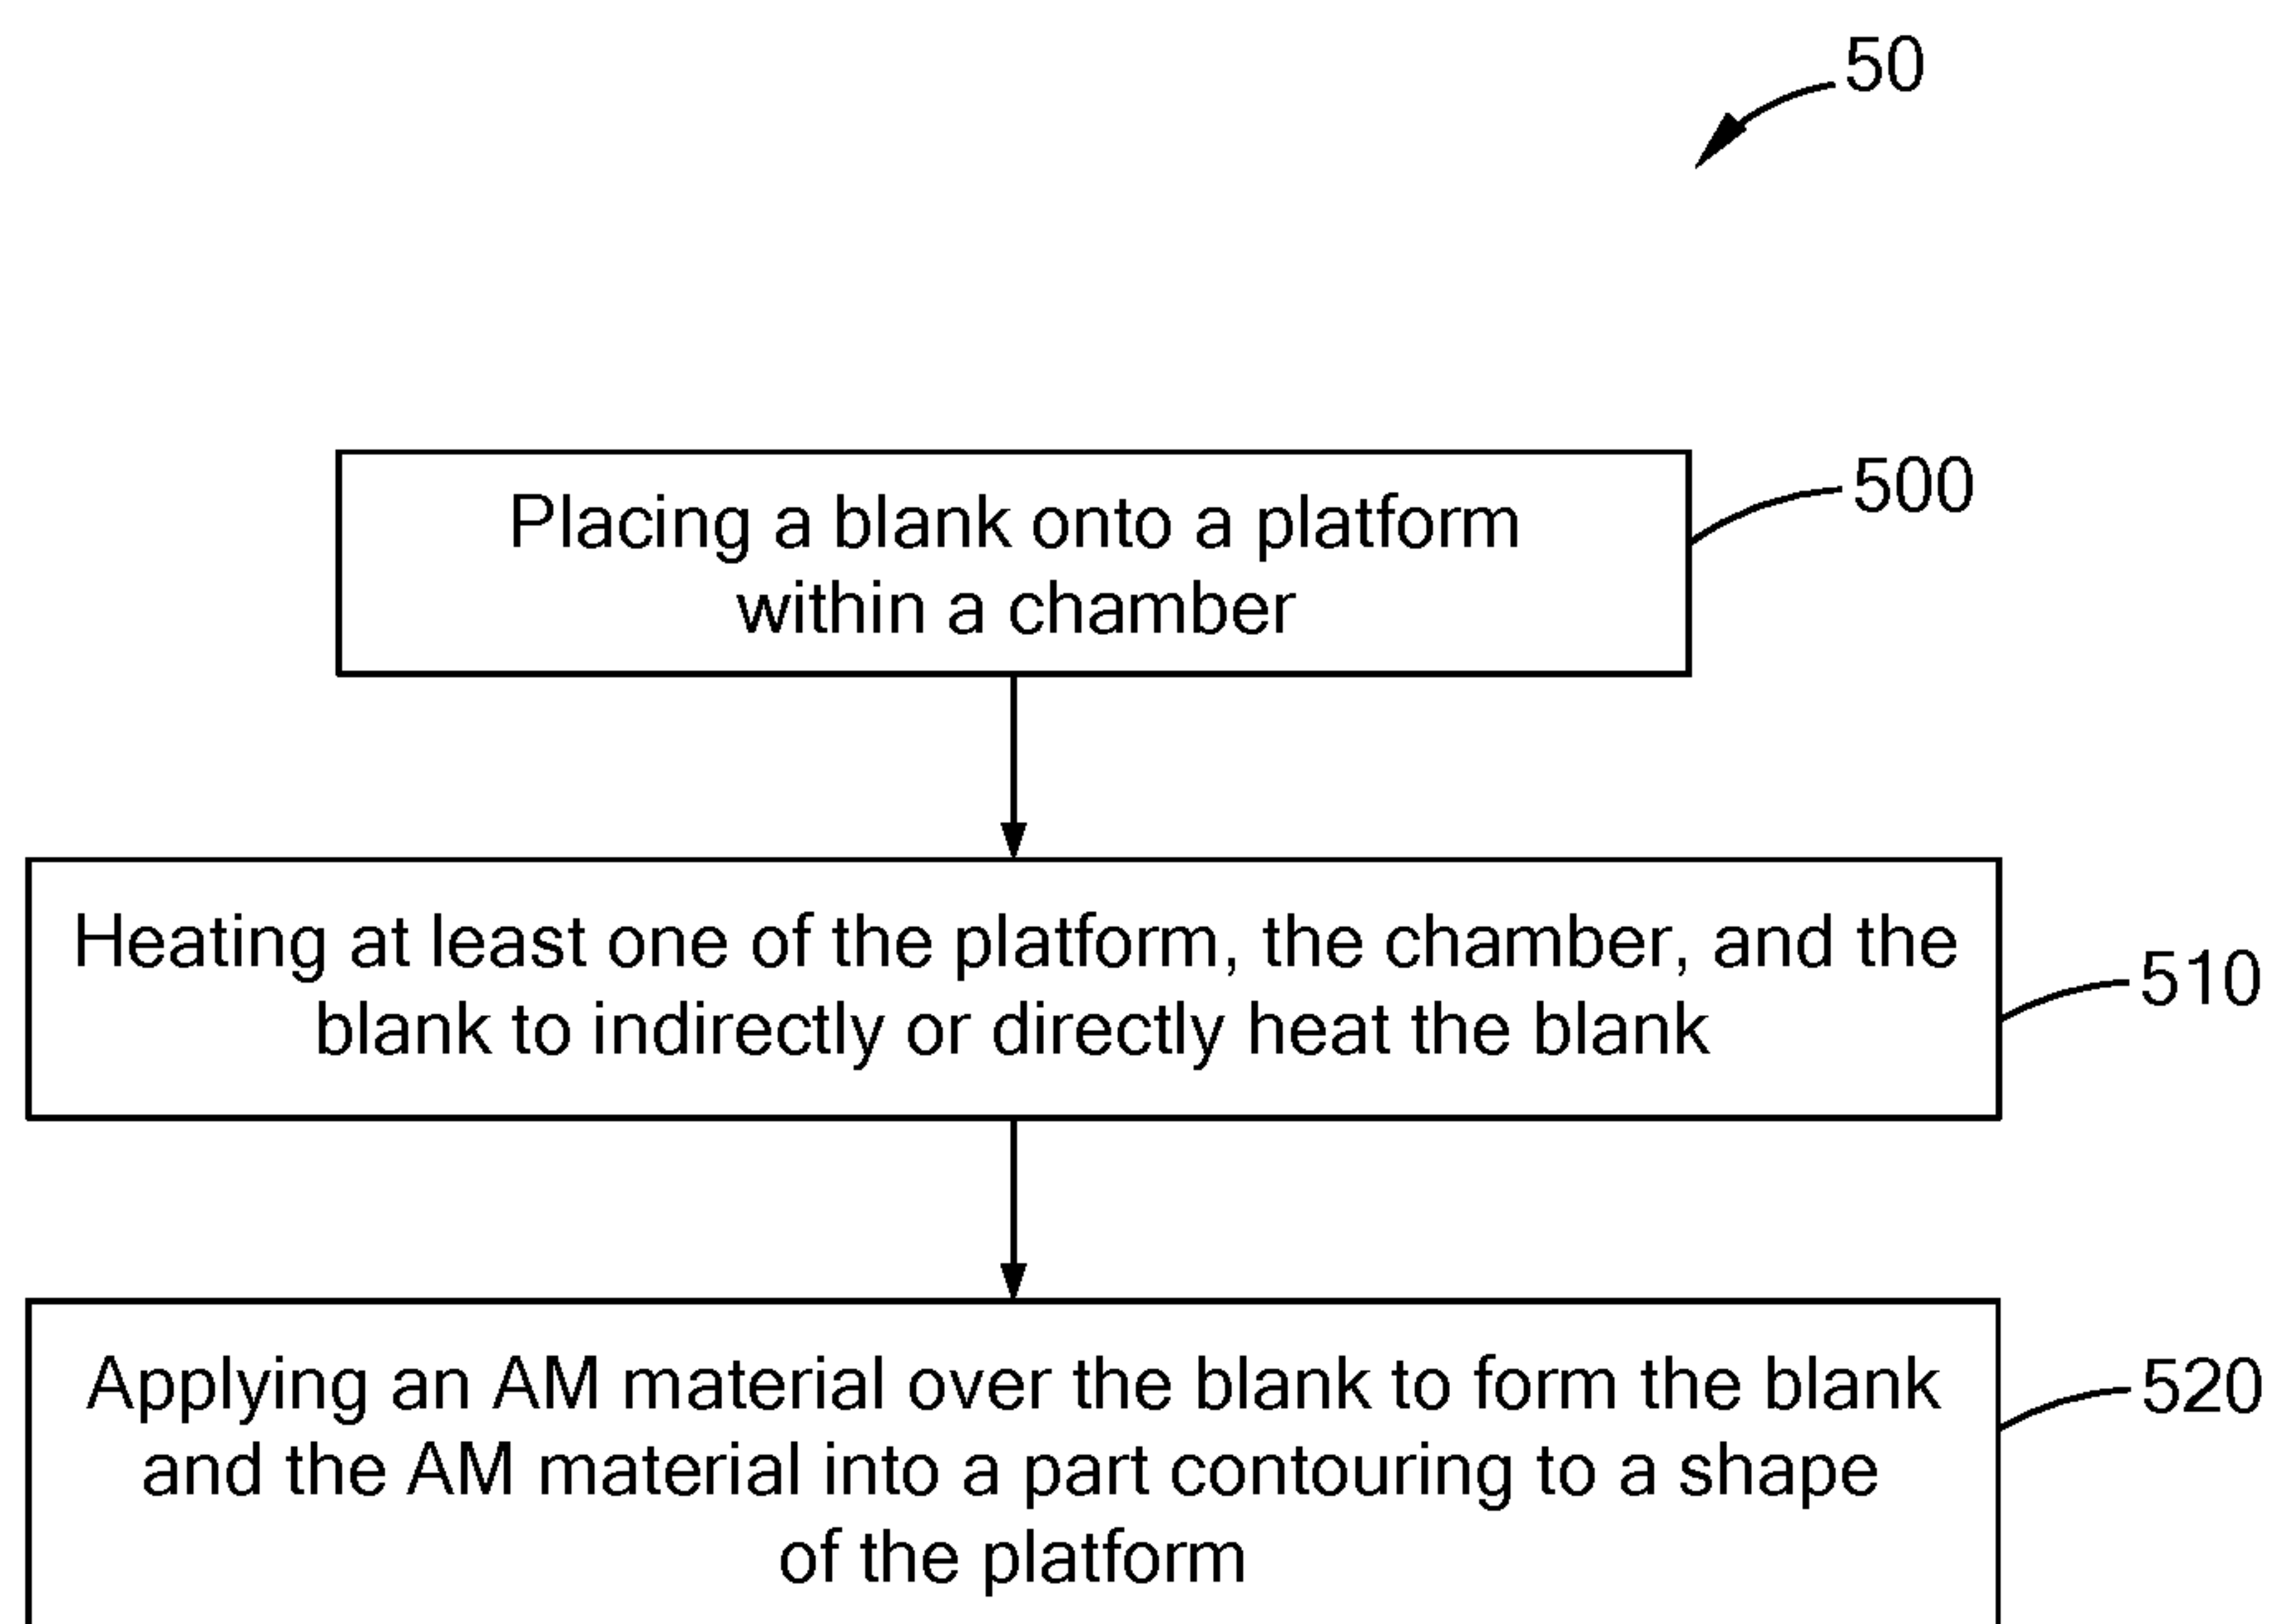 50
Placing a blank onto a platform
within a chamber
500
Heating at least one of the platform, the chamber, and the
blank to indirectly or directly heat the blank
510
Applying an AM material over the blank to form the blank
and the AM material into a part contouring to a shape
of the platform
520